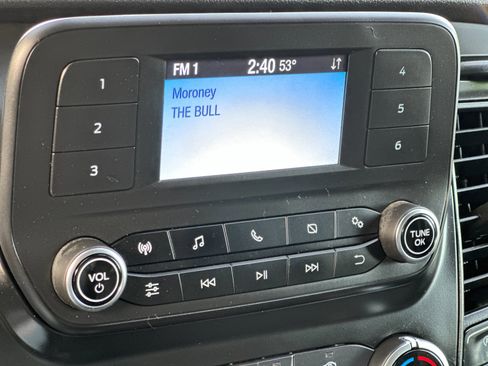 FM 1 2:40 53°
Moroney
THE BULL
1
2
3
4
5
6
VOL
TUNE
OK